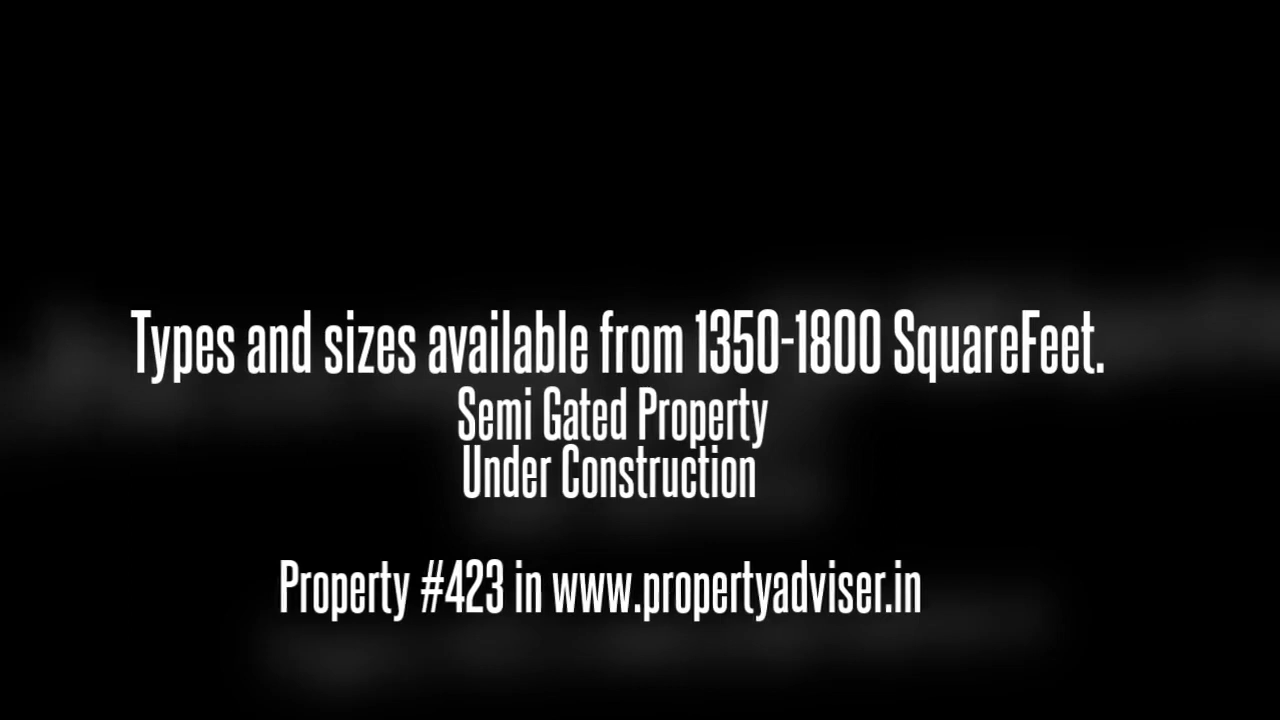 Types and sizes available from 1350-1800 SquareFeet.
Semi Gated Property
Under Construction
Property #423 in www.propertyadviser.in